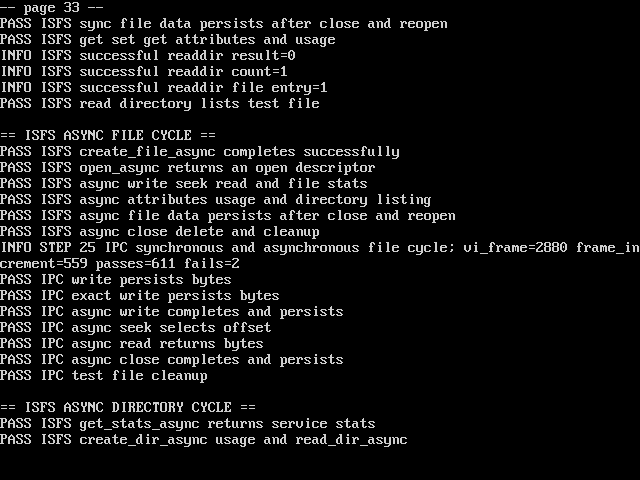 -- page 33 --
PASS ISFS sync file data persists after close and reopen
PASS ISFS get set get attributes and usage
INFO ISFS successful readdir result=0
INFO ISFS successful readdir count=1
INFO ISFS successful readdir file entry=1
PASS ISFS read directory lists test file
== ISFS ASYNC FILE CYCLE ==
PASS ISFS create_file_async completes successfully
PASS ISFS open_async returns an open descriptor
PASS ISFS async write seek read and file stats
PASS ISFS async attributes usage and directory listing
PASS ISFS async file data persists after close and reopen
PASS ISFS async close delete and cleanup
INFO STEP 25 IPC synchronous and asynchronous file cycle; vi_frame=2880 frame_in
crement=559 passes=611 fails=2
PASS IPC write persists bytes
PASS IPC exact write persists bytes
PASS IPC async write completes and persists
PASS IPC async seek selects offset
PASS IPC async read returns bytes
PASS IPC async close completes and persists
PASS IPC test file cleanup
== ISFS ASYNC DIRECTORY CYCLE ==
PASS ISFS get_stats_async returns service stats
PASS ISFS create_dir_async usage and read_dir_async